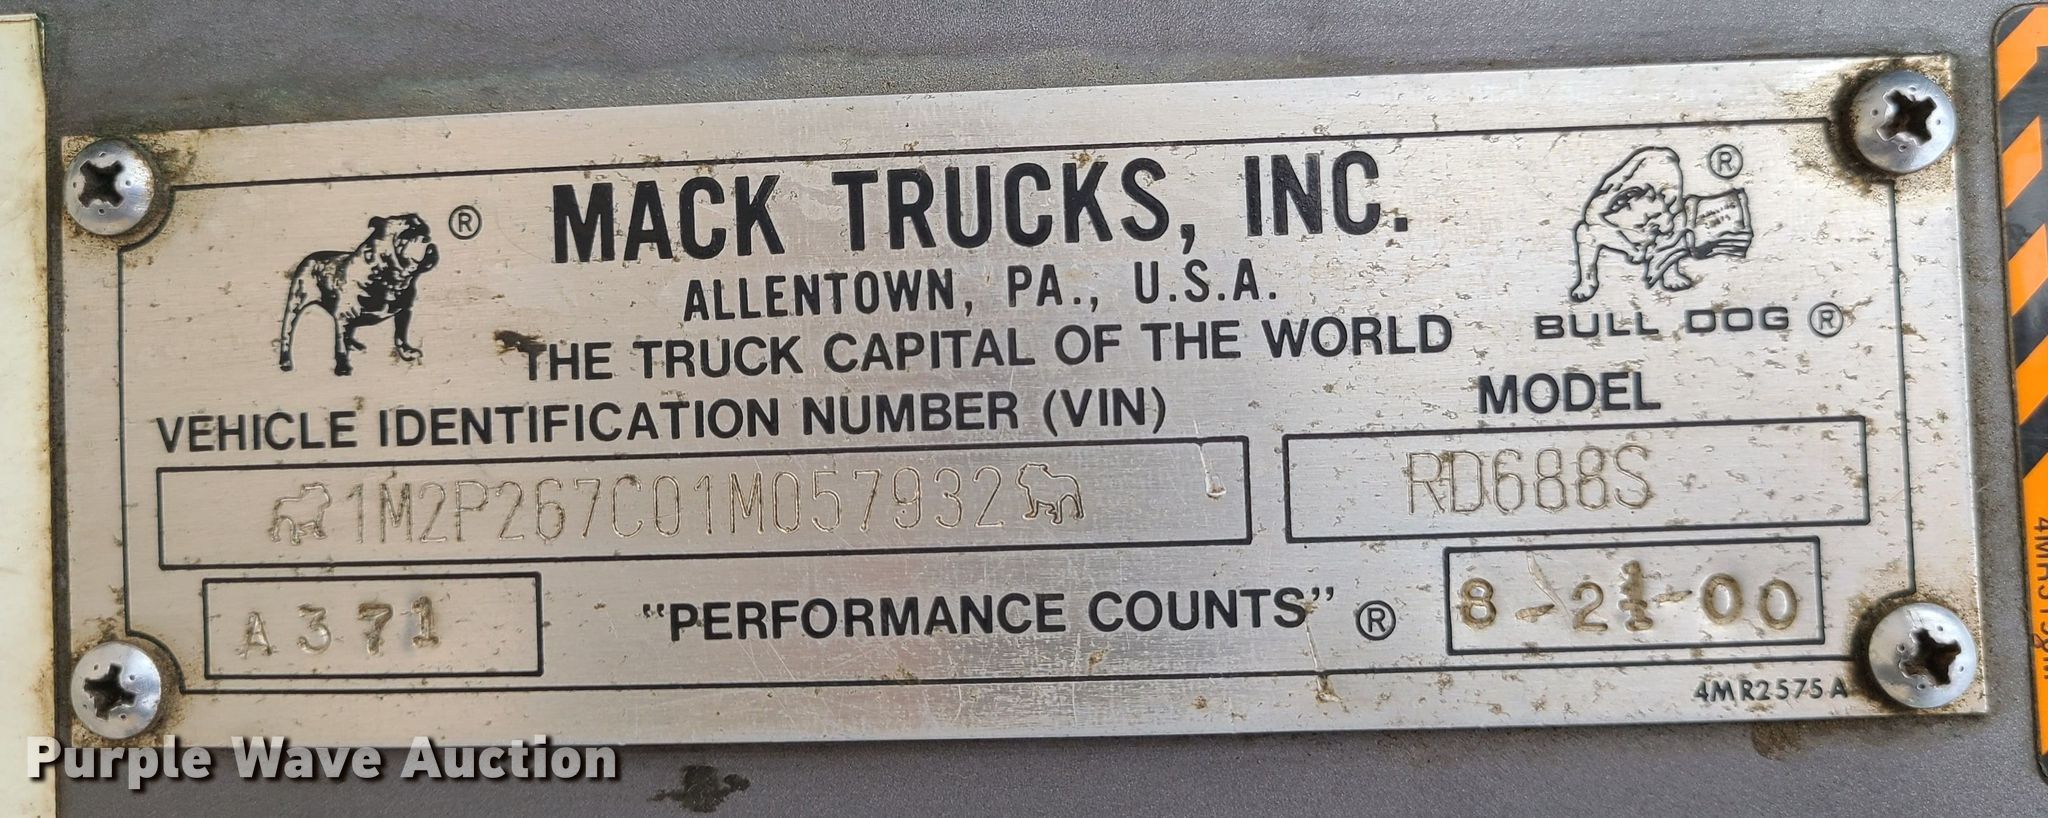 MACK TRUCKS, INC.
ALLENTOWN, PA., U.S.A.
THE TRUCK CAPITAL OF THE WORLD
BULL DOG ®
®
®
VEHICLE IDENTIFICATION NUMBER (VIN)
MODEL
1M2P267C01M057932
RD688S
A371
"PERFORMANCE COUNTS" ®
4MR2575A
Purple Wave Auction